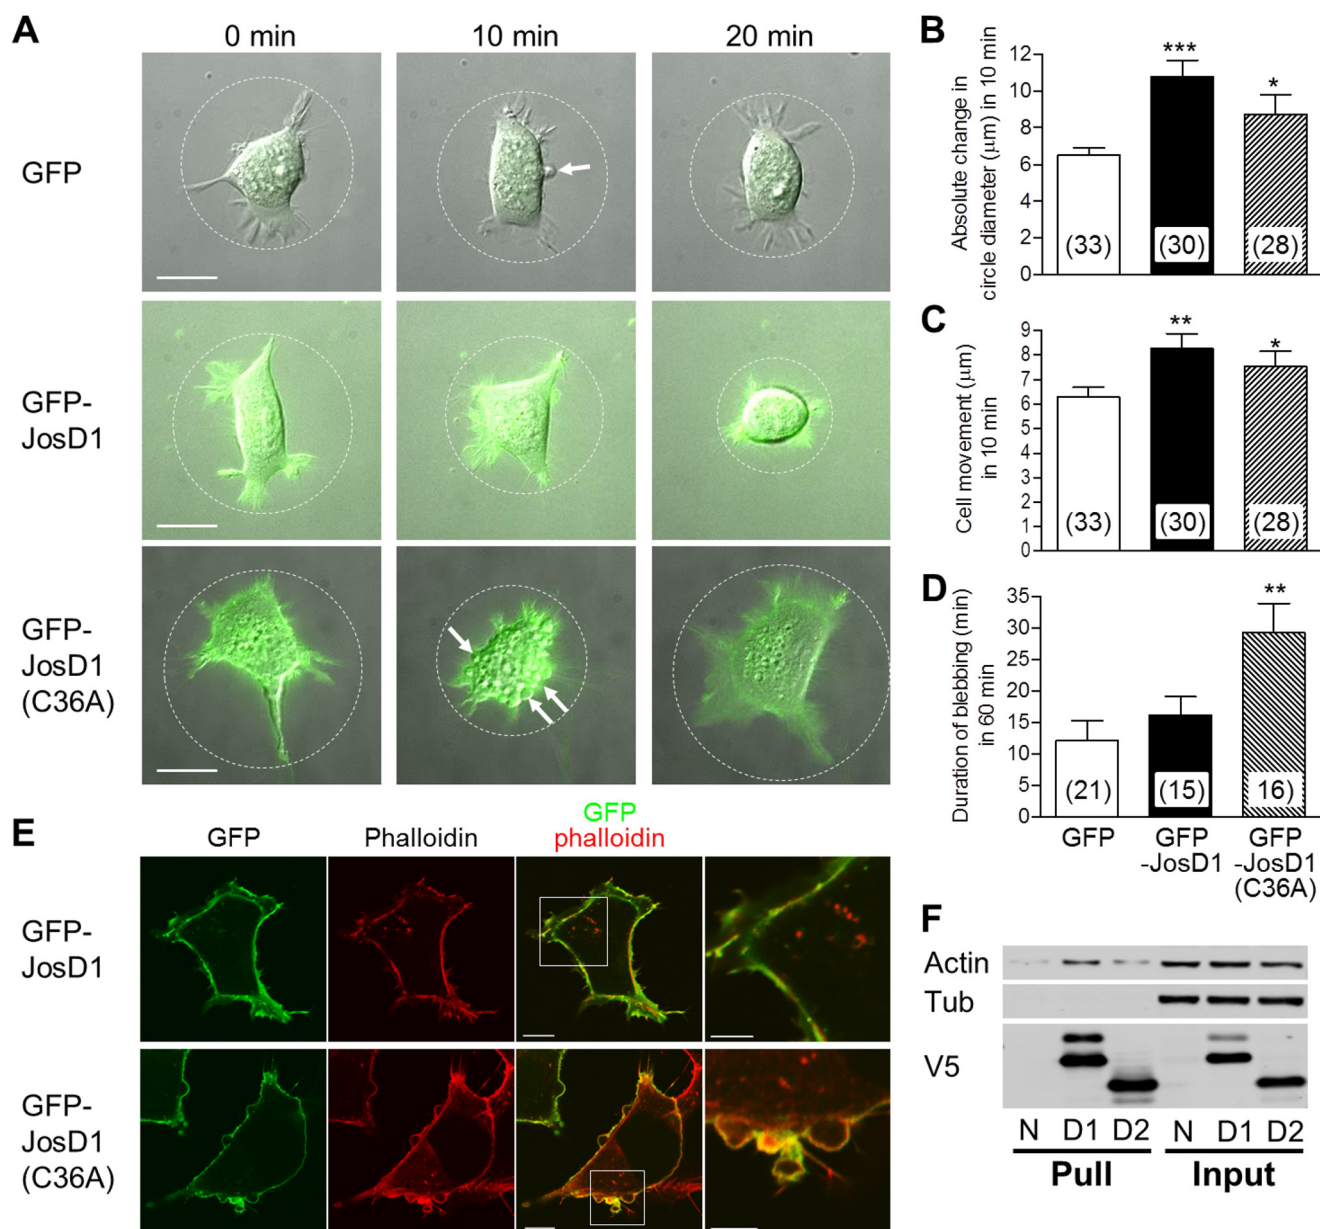 A
0 min
10 min
20 min
GFP
GFP-
JosD1
GFP-
JosD1
(C36A)
B
Absolute change in
circle diameter (μm) in 10 min
12
10
8
6
4
2
0
***
*
(33)
(30)
(28)
C
Cell movement (μm)
in 10 min
9
8
7
6
5
4
3
2
1
0
**
*
(33)
(30)
(28)
D
Duration of blebbing (min)
in 60 min
35
30
25
20
15
10
5
0
**
(21)
(15)
(16)
GFP
GFP
-JosD1
GFP
-JosD1
(C36A)
E
GFP
Phalloidin
GFP
phalloidin
GFP-
JosD1
GFP-
JosD1
(C36A)
F
Actin
Tub
V5
N D1 D2 N D1 D2
Pull Input